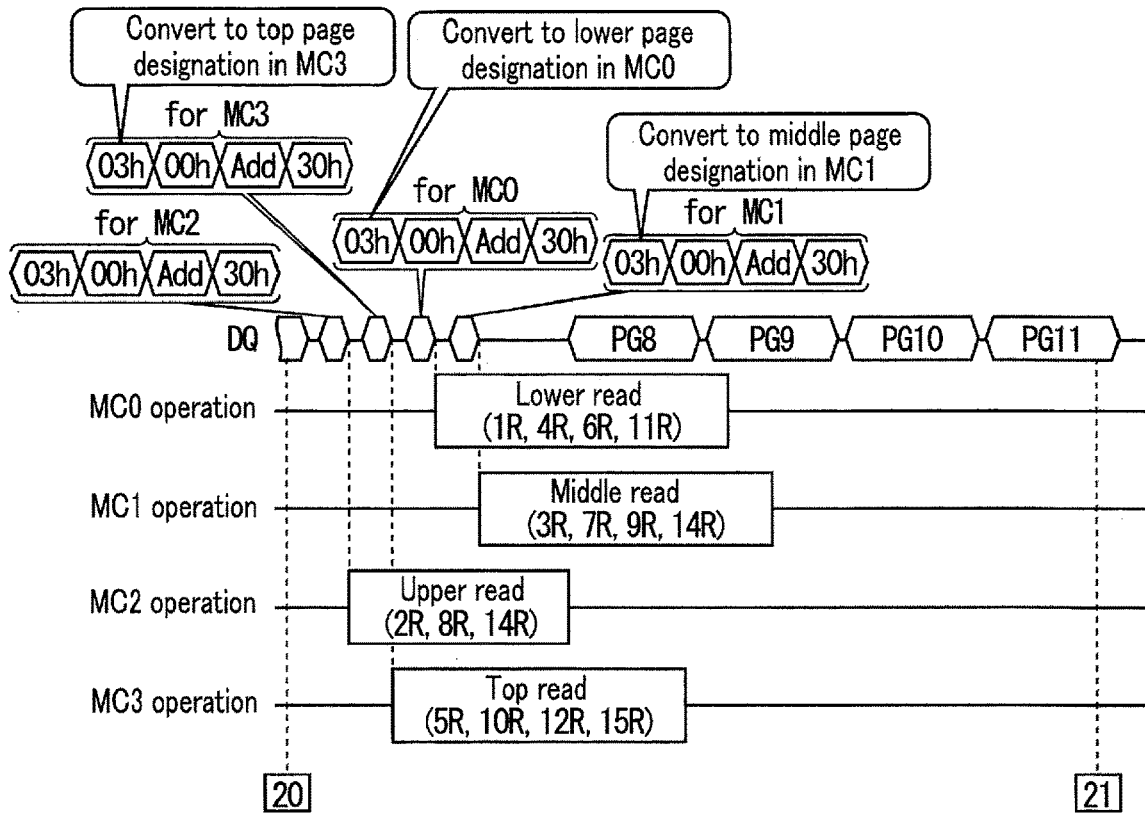 Convert to top page
designation in MC3
Convert to lower page
designation in MC0
for MC3
03h 00h Add 30h
Convert to middle page
designation in MC1
for MC0
03h 00h Add 30h
for MC1
03h 00h Add 30h
for MC2
03h 00h Add 30h
DQ PG8 PG9 PG10 PG11
MC0 operation
Lower read
(1R, 4R, 6R, 11R)
MC1 operation
Middle read
(3R, 7R, 9R, 14R)
MC2 operation
Upper read
(2R, 8R, 14R)
MC3 operation
Top read
(5R, 10R, 12R, 15R)
20 21